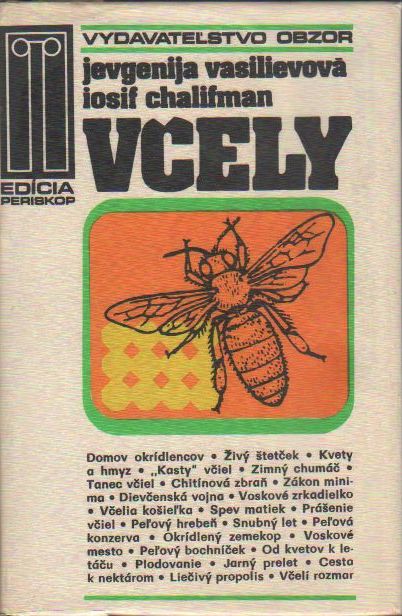 VYDAVATEĽSTVO OBZOR
jevgenija vasilievová
iosif chalifman
VČELY
EDÍCIA
PERISKOP
Domov okrídlencov • Živý štetček • Kvety
a hmyz • „Kasty" včiel • Zimný chumáč •
Tanec včiel • Chitínová zbraň • Zákon mini-
ma • Dievčenská vojna • Voskové zrkadielko
• Včelia košieľka • Spev matiek • Prášenie
včiel • Peľový hrebeň • Snubný let • Peľová
konzerva • Okrídlený zemekop • Voskové
mesto • Peľový bochníček • Od kvetov k le-
táču • Plodovanie • Jarný prelet • Cesta
k nektárom • Liečivý propolis • Včelí rozmar